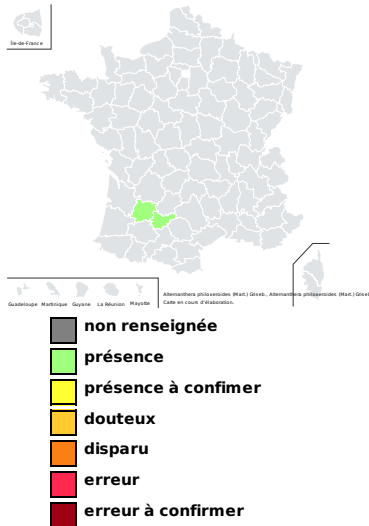 Île-de-France
Guadeloupe Martinique Guyane La Réunion Mayotte
Alternanthera philoxeroides (Mart.) Griseb., Alternanthera philoxeroides (Mart.) Griseb
Carte en cours d'élaboration.
non renseignée
présence
présence à confimer
douteux
disparu
erreur
erreur à confirmer